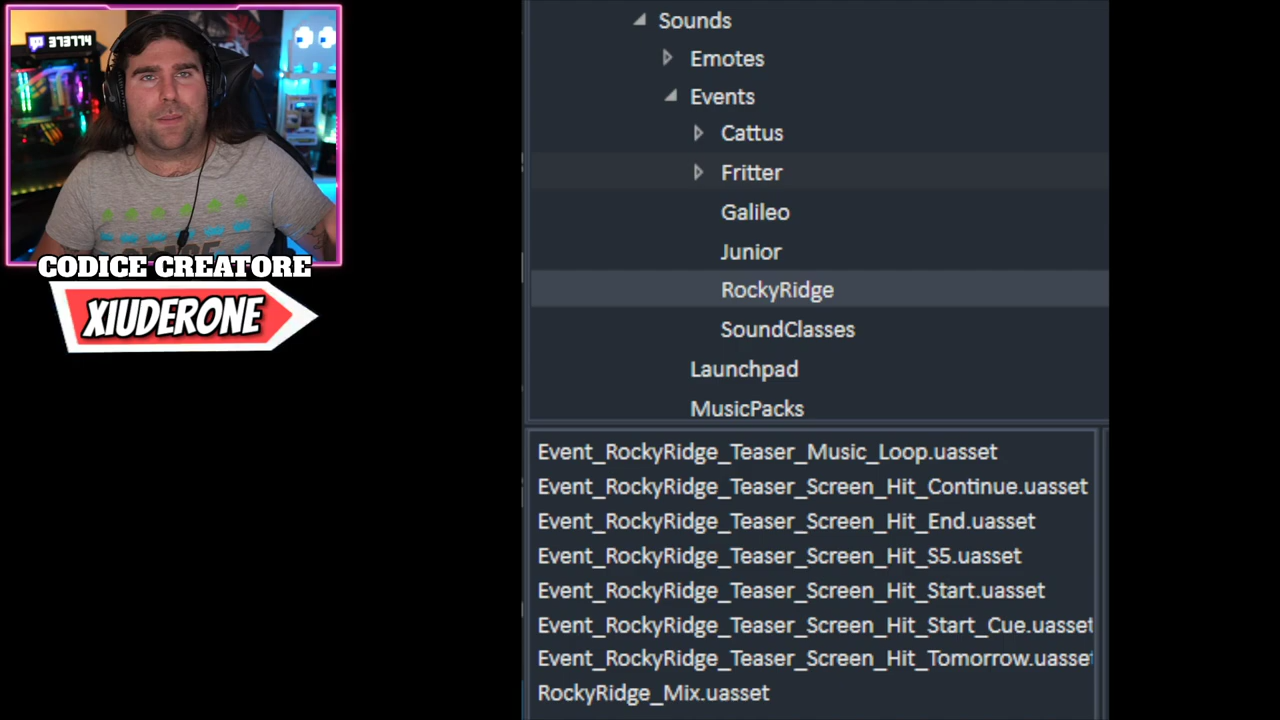 373774
CODICE CREATORE
XIUDERONE
Sounds
Emotes
Events
Cattus
Fritter
Galileo
Junior
RockyRidge
SoundClasses
Launchpad
MusicPacks
Event_RockyRidge_Teaser_Music_Loop.uasset
Event_RockyRidge_Teaser_Screen_Hit_Continue.uasset
Event_RockyRidge_Teaser_Screen_Hit_End.uasset
Event_RockyRidge_Teaser_Screen_Hit_S5.uasset
Event_RockyRidge_Teaser_Screen_Hit_Start.uasset
Event_RockyRidge_Teaser_Screen_Hit_Start_Cue.uasset
Event_RockyRidge_Teaser_Screen_Hit_Tomorrow.uasset
RockyRidge_Mix.uasset